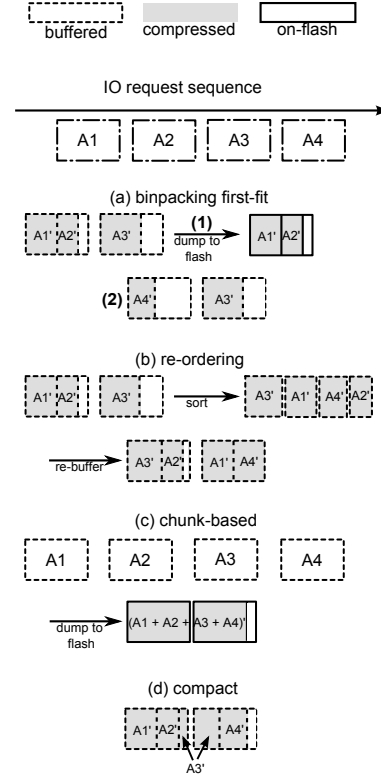 buffered compressed on-flash
IO request sequence
A1 A2 A3 A4
(a) binpacking first-fit
A1' A2' A3' (1) dump to flash A1' A2'
(2) A4' A3'
(b) re-ordering
A1' A2' A3' sort A3' A1' A4' A2'
re-buffer A3' A2' A1' A4'
(c) chunk-based
A1 A2 A3 A4
dump to flash (A1 + A2 + A3 + A4)'
(d) compact
A1' A2' A4'
A3'